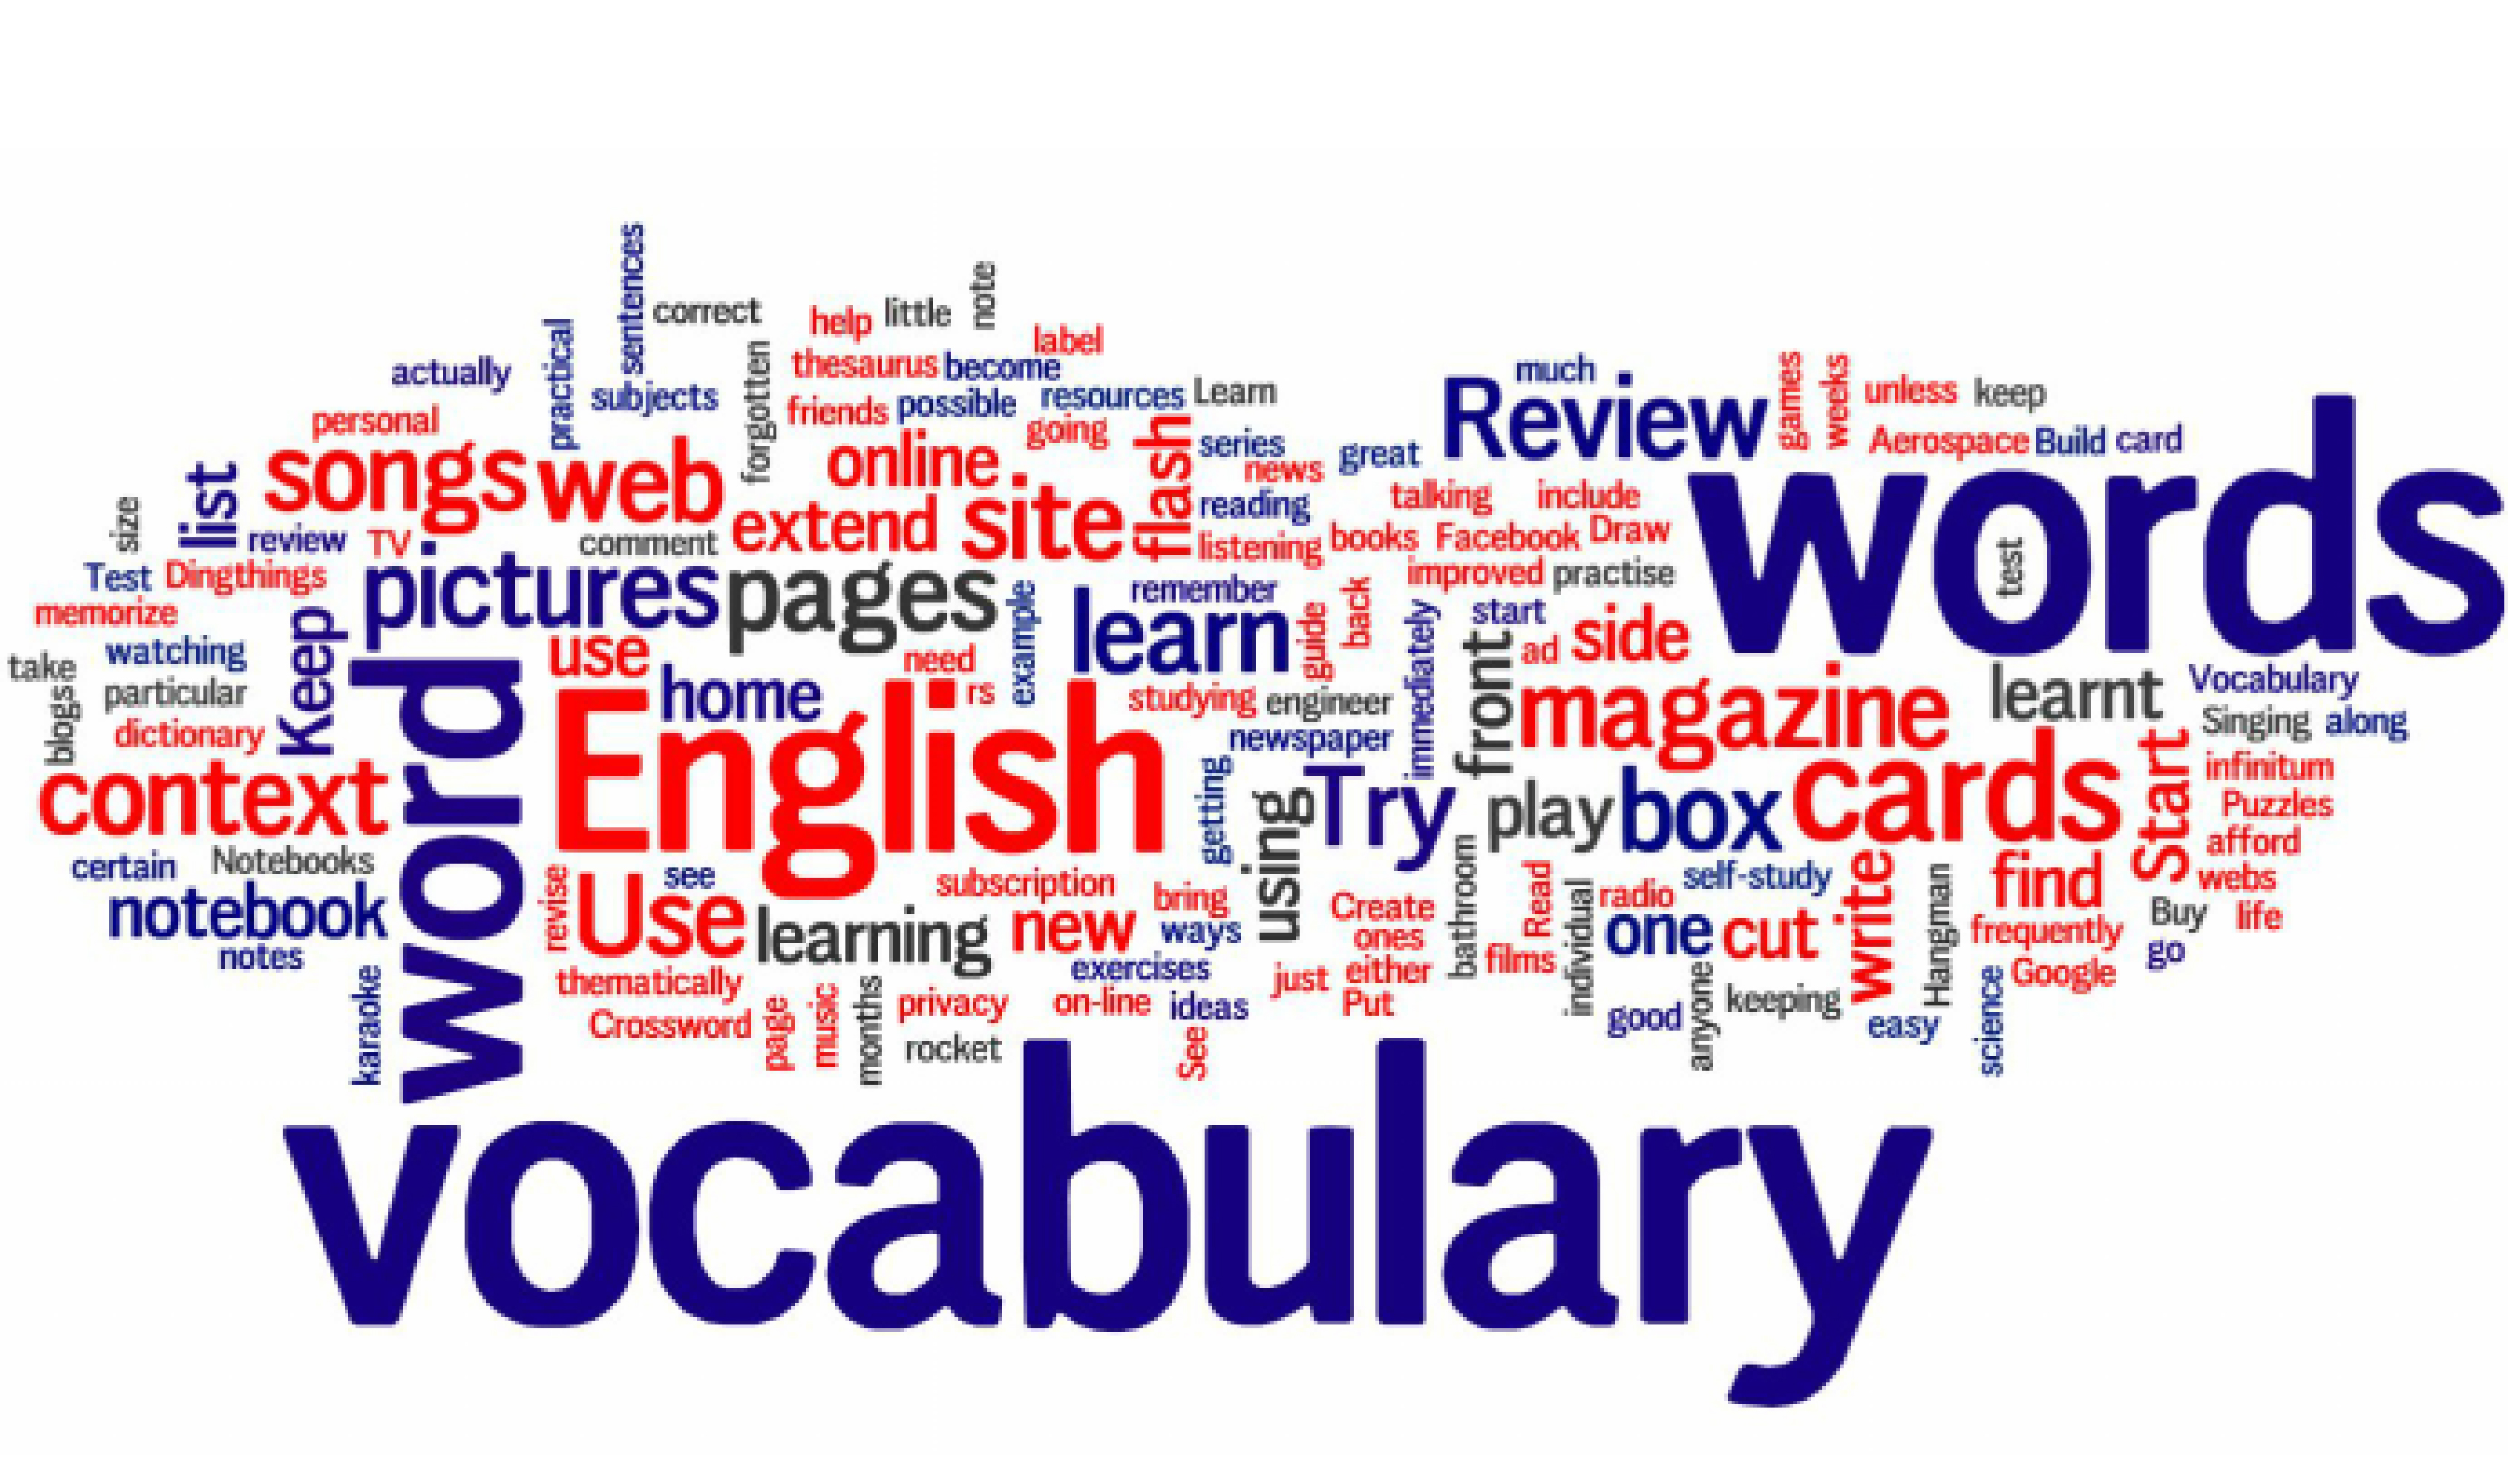 sentences
note
correct
help
little
label
practical
actually
forgotten
thesaurus
become
much
games
weeks
unless
keep
subjects
friends
possible
resources
Learn
Review
personal
going
flash
series
great
Aerospace
Build
card
words
songs
web
online
news
list
size
extend
site
reading
talking
include
review
TV
comment
listening
books
Facebook
Draw
test
Test
Dingthings
pictures
pages
example
remember
back
improved
practise
memorize
Keep
learn
guide
immediately
start
side
watching
word
use
need
front
ad
take
blogs
particular
home
rs
studying
engineer
magazine
learnt
Vocabulary
dictionary
English
newspaper
Singing
along
context
getting
using
Try
play
box
cards
Start
infinitum
Puzzles
certain
Notebooks
revise
see
subscription
bring
bathroom
Read
individual
radio
self-study
write
Hangman
find
afford
webs
notebook
Use
learning
new
ways
Create
ones
one
cut
frequently
Buy
life
notes
exercises
films
go
karaoke
thematically
just
either
anyone
science
Google
Crossword
page
music
months
privacy
on-line
ideas
Put
good
keeping
easy
rocket
See
vocabulary